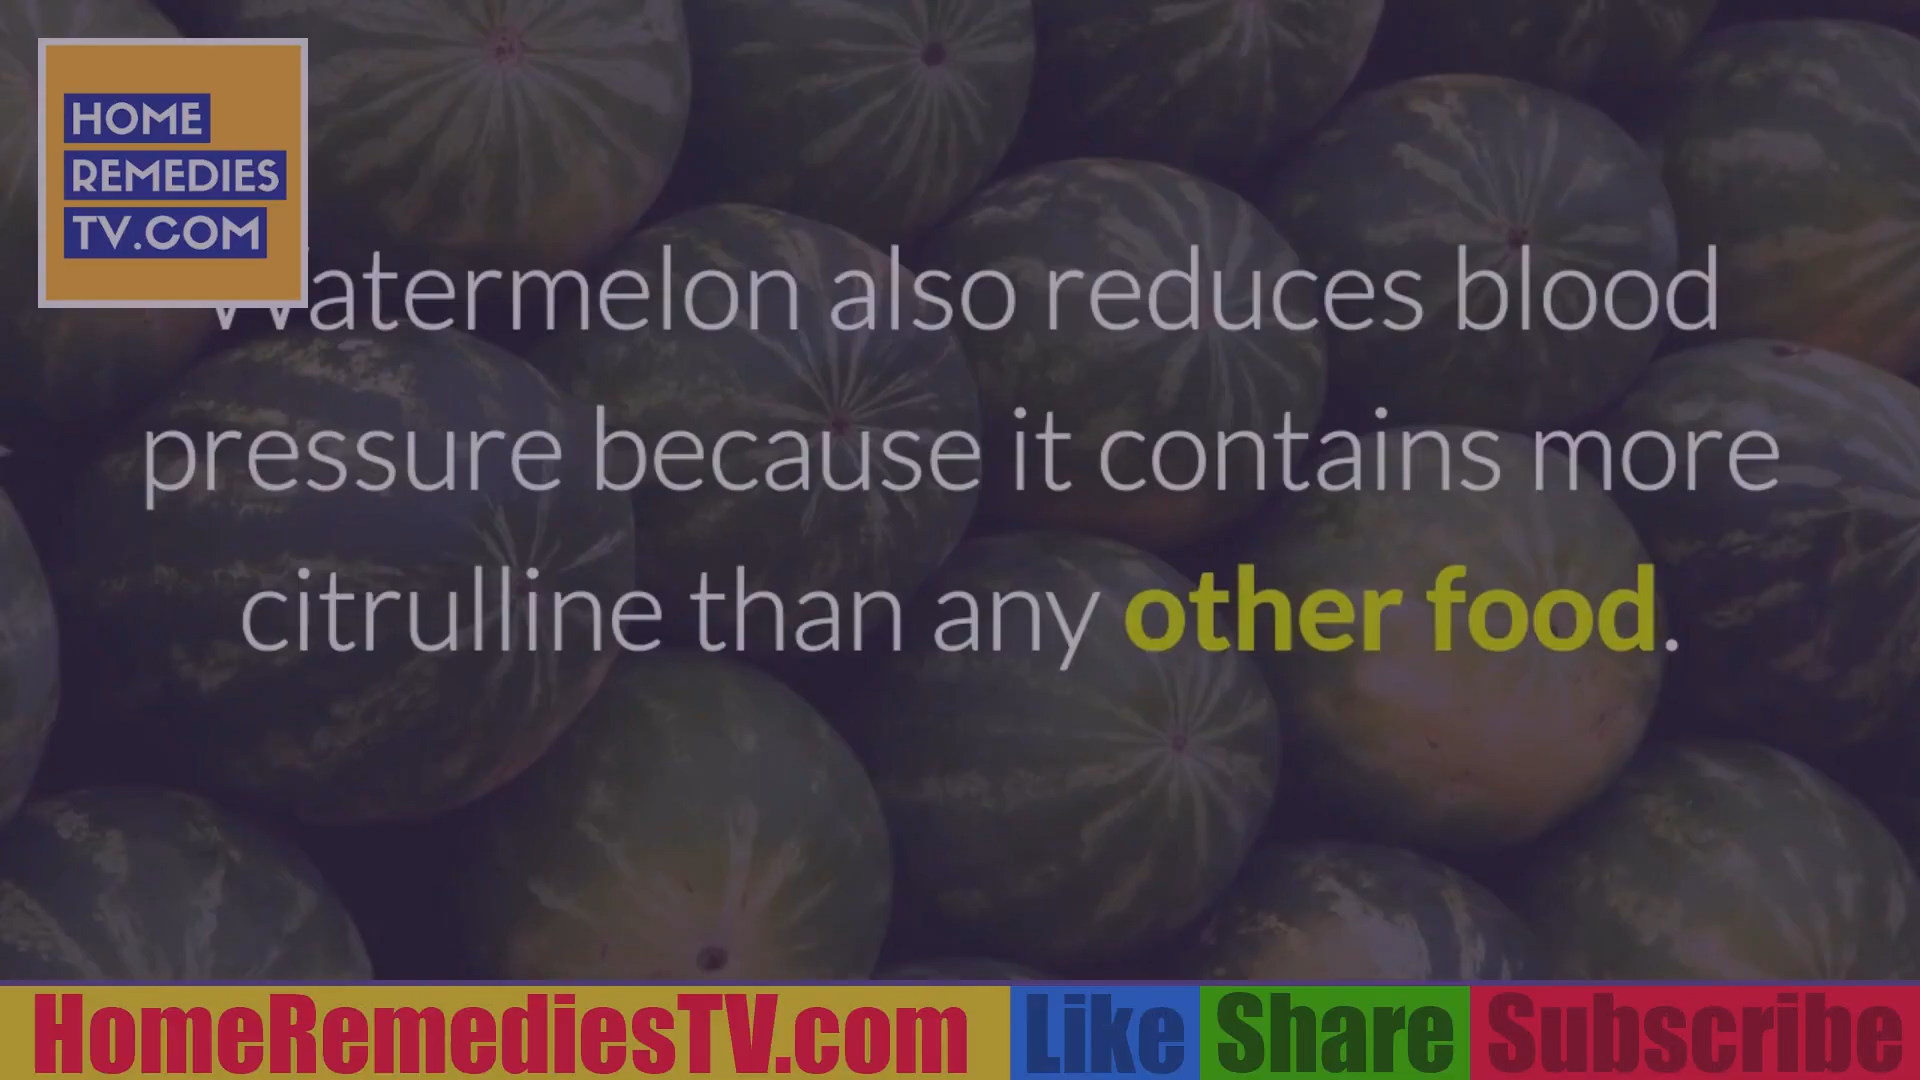 HOME
REMEDIES
TV.COM
Watermelon also reduces blood
pressure because it contains more
citrulline than any other food.
HomeRemediesTV.com Like Share Subscribe